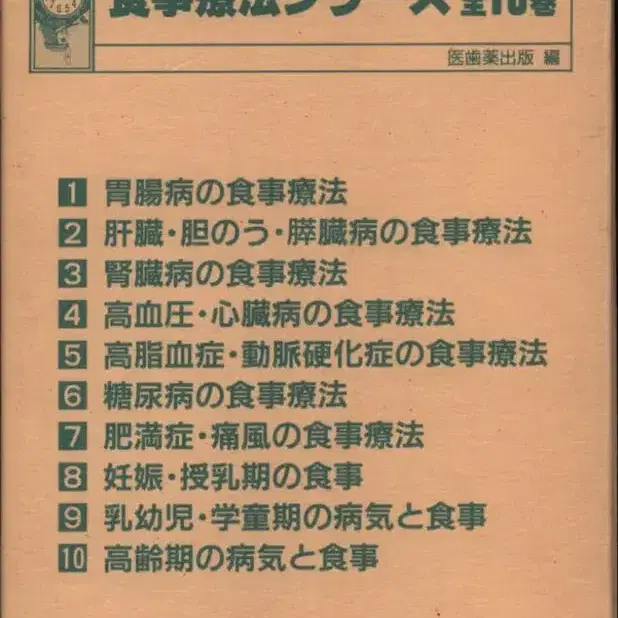 食事療法シリーズ 全10巻
医歯薬出版 編
1 胃腸病の食事療法
2 肝臓・胆のう・膵臓病の食事療法
3 腎臓病の食事療法
4 高血圧・心臓病の食事療法
5 高脂血症・動脈硬化症の食事療法
6 糖尿病の食事療法
7 肥満症・痛風の食事療法
8 妊娠・授乳期の食事
9 乳幼児・学童期の病気と食事
10 高齢期の病気と食事